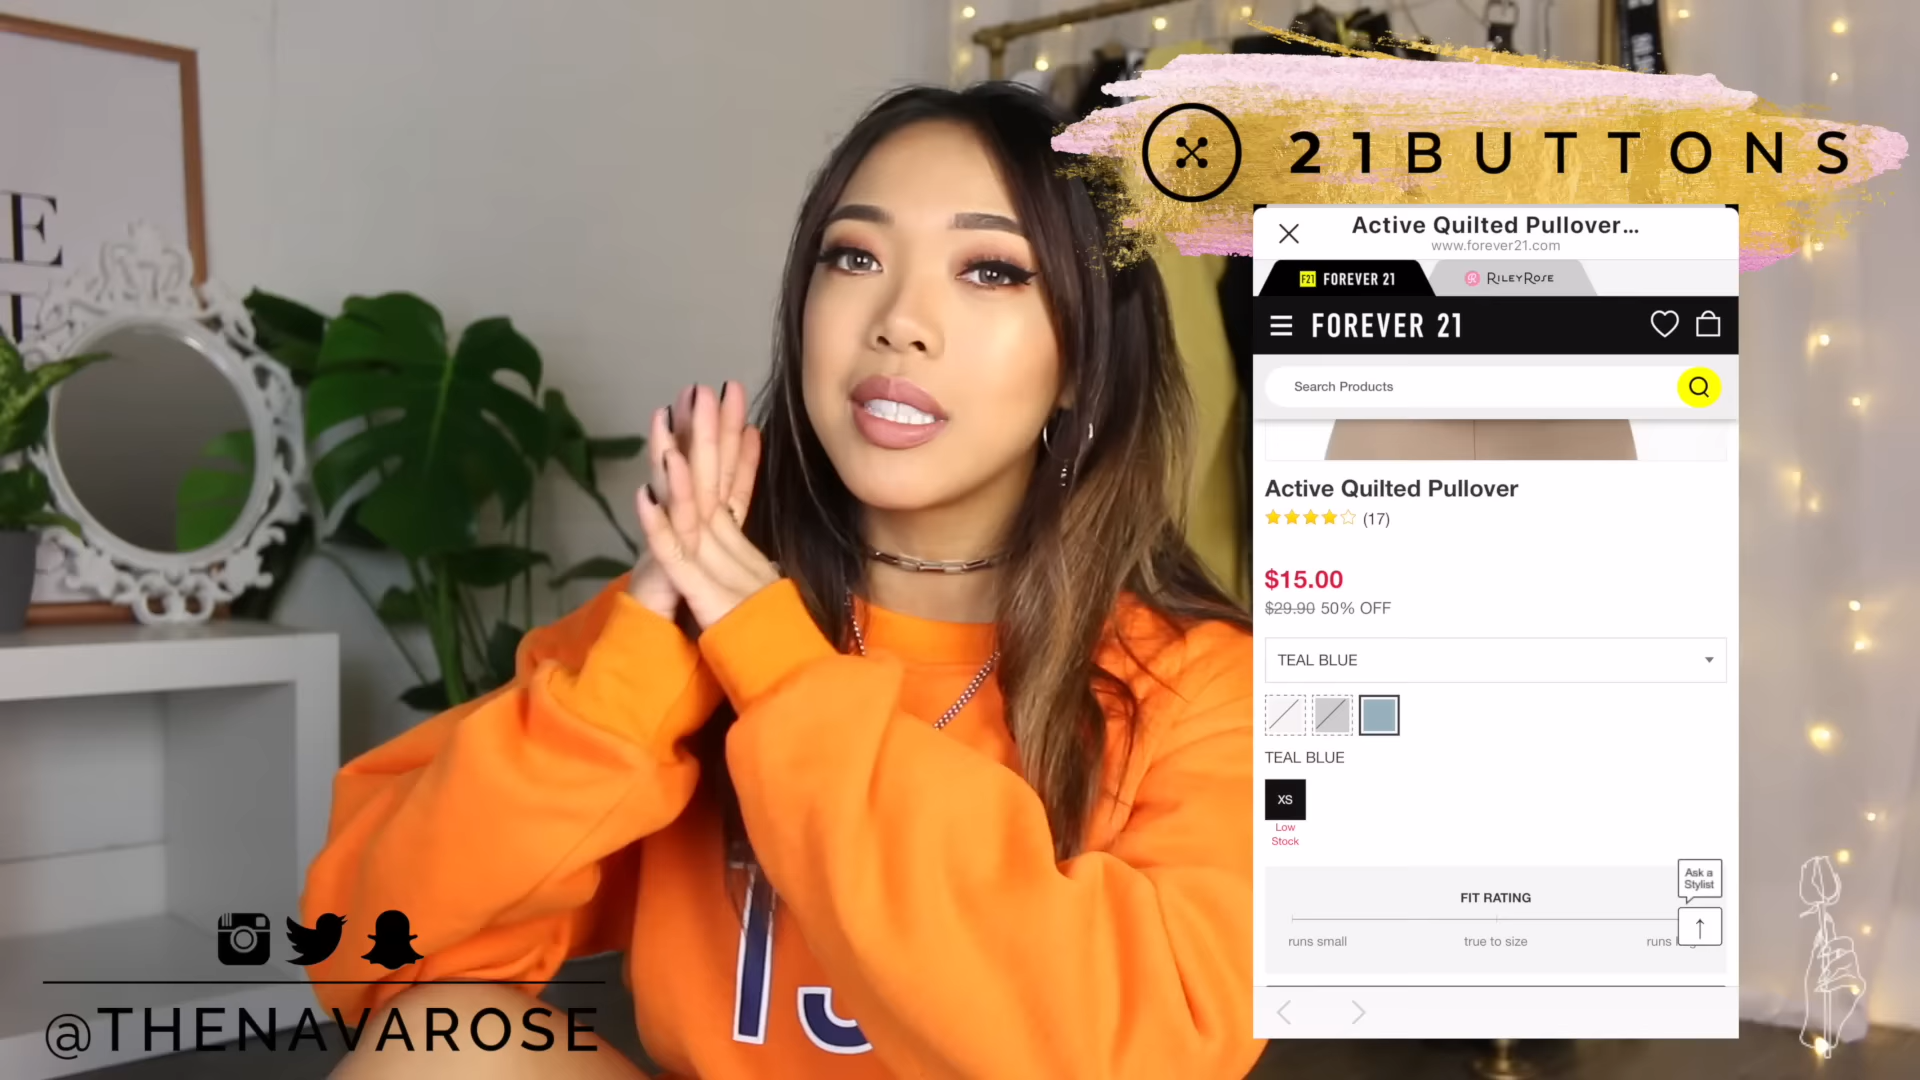 E
E
21BUTTONS
Active Quilted Pullover...
www.forever21.com
F21 FOREVER 21
RR RILEYROSE
FOREVER 21
Search Products
Active Quilted Pullover
(17)
$15.00
$29.90 50% OFF
TEAL BLUE
TEAL BLUE
XS
Low
Stock
FIT RATING
Ask a
Stylist
runs small
true to size
runs
@THENAVAROSE